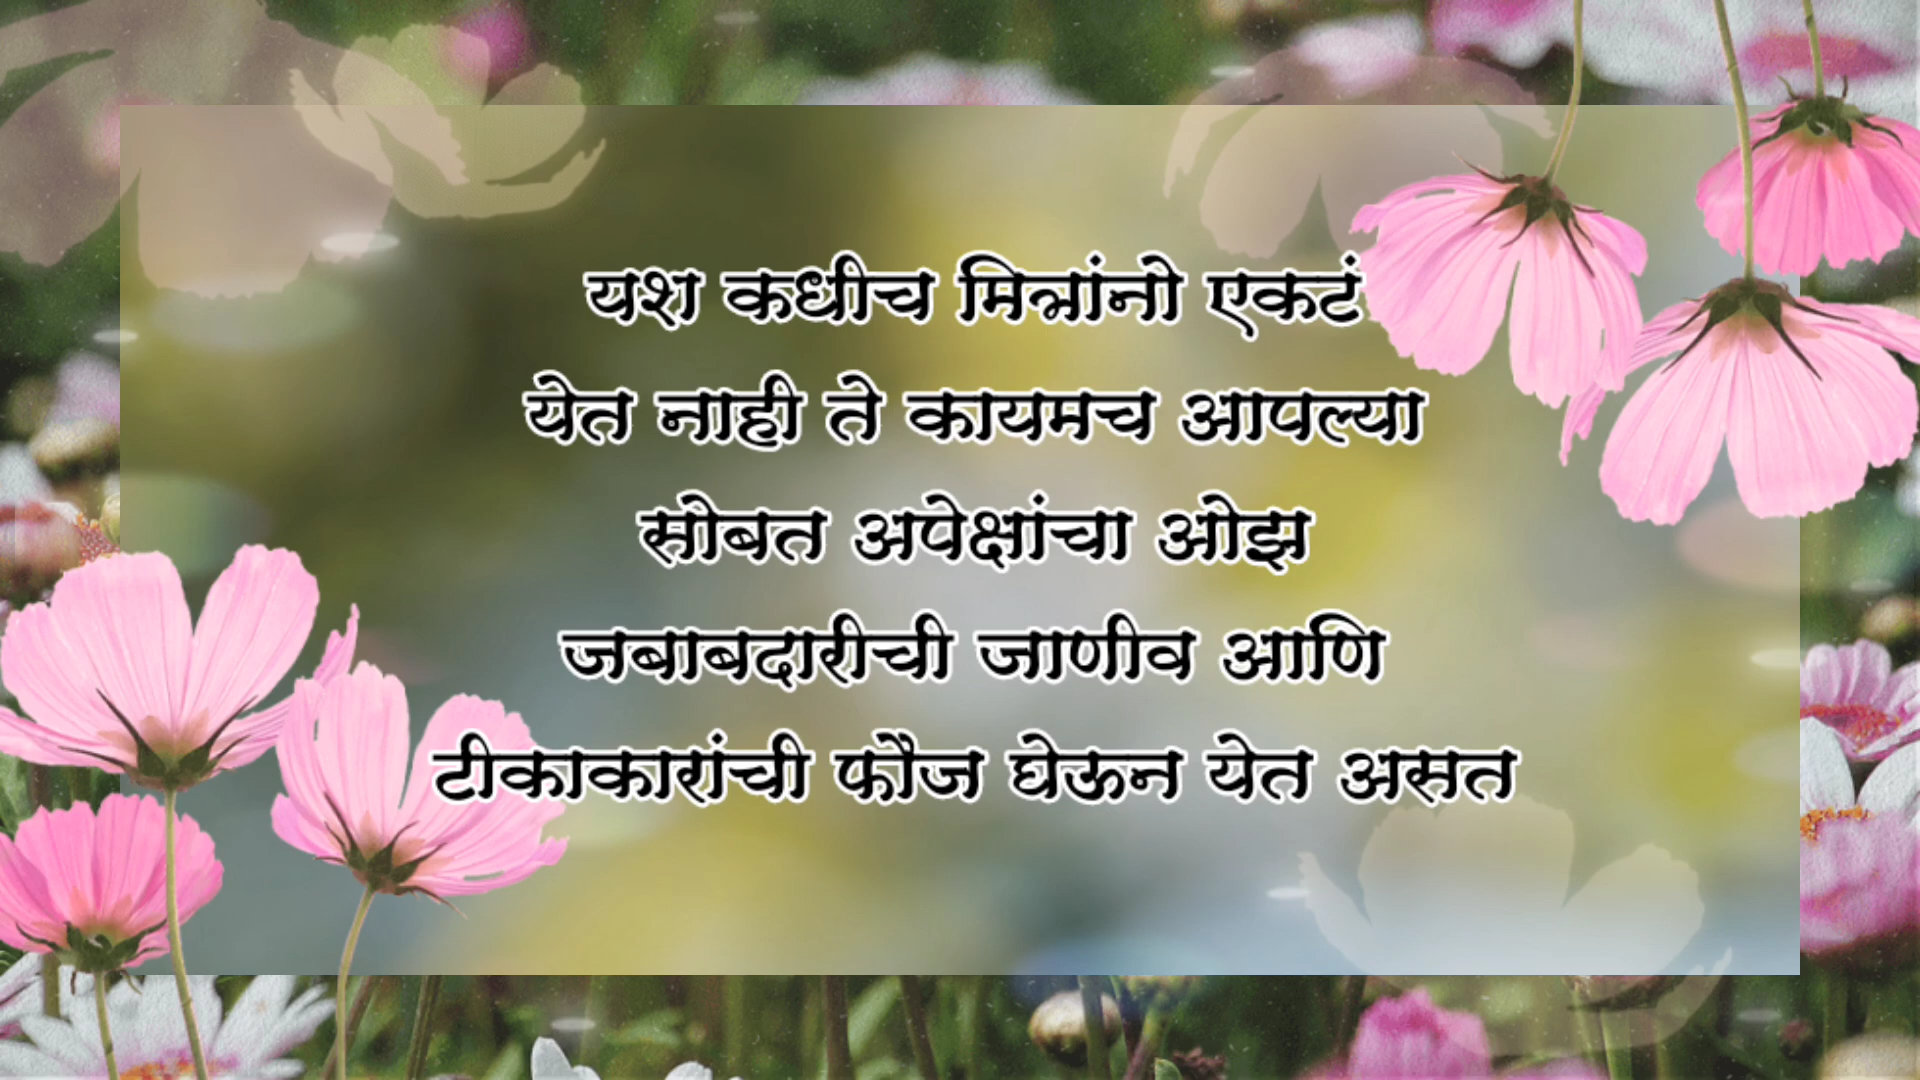 यश कधीच मित्रांनो एकटं
येत नाही ते कायमच आपल्या
सोबत अपेक्षांचा ओझ
जबाबदारीची जाणीव आणि
टीकाकारांची फौज घेऊन येत असत